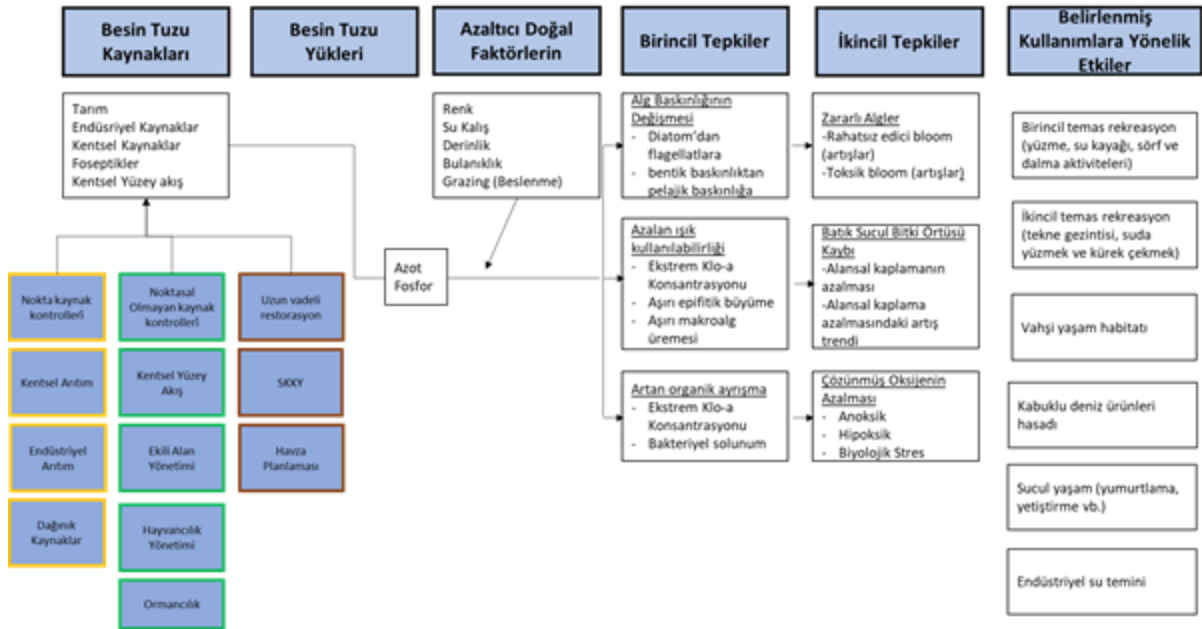 Besin Tuzu
Kaynakları
Besin Tuzu
Yükleri
Azaltıcı Doğal
Faktörlerin
Birincil Tepkiler
İkincil Tepkiler
Belirlenmiş
Kullanımlara Yönelik
Etkiler
Tarım
Endüsriyel Kaynaklar
Kentsel Kaynaklar
Foseptikler
Kentsel Yüzey akış
Nokta kaynak
kontrolleri
Kentsel Arıtım
Endüstriyel
Arıtım
Dağınık
Kaynaklar
Noktasal
Olmayan kaynak
kontrolleri
Kentsel Yüzey
Akış
Ekili Alan
Yönetimi
Hayvancılık
Yönetimi
Ormancılık
Uzun vadeli
restorasyon
SKKY
Havza
Planlaması
Azot
Fosfor
Renk
Su Kalış
Derinlik
Bulanıklık
Grazing (Beslenme)
Alg Baskınlığının
Değişmesi
- Diatom'dan
flagellatlara
- bentik baskınlıktan
pelajik baskınlığa
Azalan ışık
kullanılabilirliği
- Ekstrem Klo-a
Konsantrasyonu
- Aşırı epifitik büyüme
- Aşırı makroalg
üremesi
Artan organik ayrışma
- Ekstrem Klo-a
Konsantrasyonu
- Bakteriyel solunum
Zararlı Algler
-Rahatsız edici bloom
(artışlar)
-Toksik bloom (artışlar)
Batık Sucul Bitki Örtüsü
Kaybı
-Alansal kaplamanın
azalması
-Alansal kaplama
azalmasındaki artış
trendi
Çözünmüş Oksijenin
Azalması
- Anoksik
- Hipoksik
- Biyolojik Stres
Birincil temas rekreasyon
(yüzme, su kayağı, sörf ve
dalma aktiviteleri)
İkincil temas rekreasyon
(tekne gezintisi, suda
yüzmek ve kürek çekmek)
Vahşi yaşam habitatı
Kabuklu deniz ürünleri
hasadı
Sucul yaşam (yumurtlama,
yetiştirme vb.)
Endüstriyel su temini